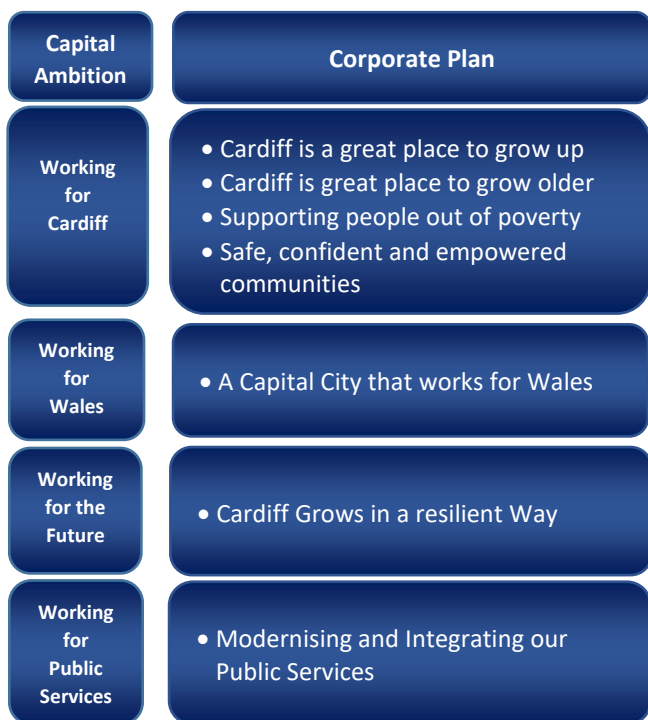 Capital
Ambition
Corporate Plan
Working
for
Cardiff
• Cardiff is a great place to grow up
• Cardiff is great place to grow older
• Supporting people out of poverty
• Safe, confident and empowered
communities
Working
for
Wales
• A Capital City that works for Wales
Working
for the
Future
• Cardiff Grows in a resilient Way
Working
for
Public
Services
• Modernising and Integrating our
Public Services